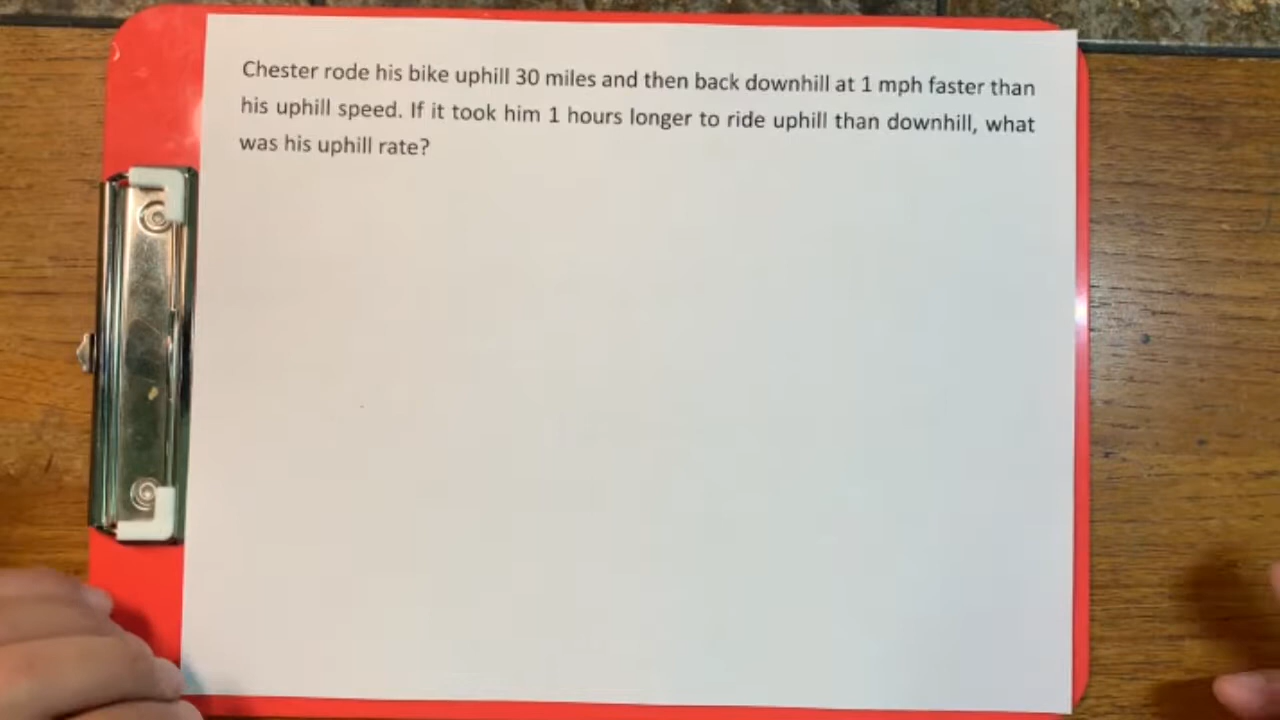 Chester rode his bike uphill 30 miles and then back downhill at 1 mph faster than
his uphill speed. If it took him 1 hours longer to ride uphill than downhill, what
was his uphill rate?